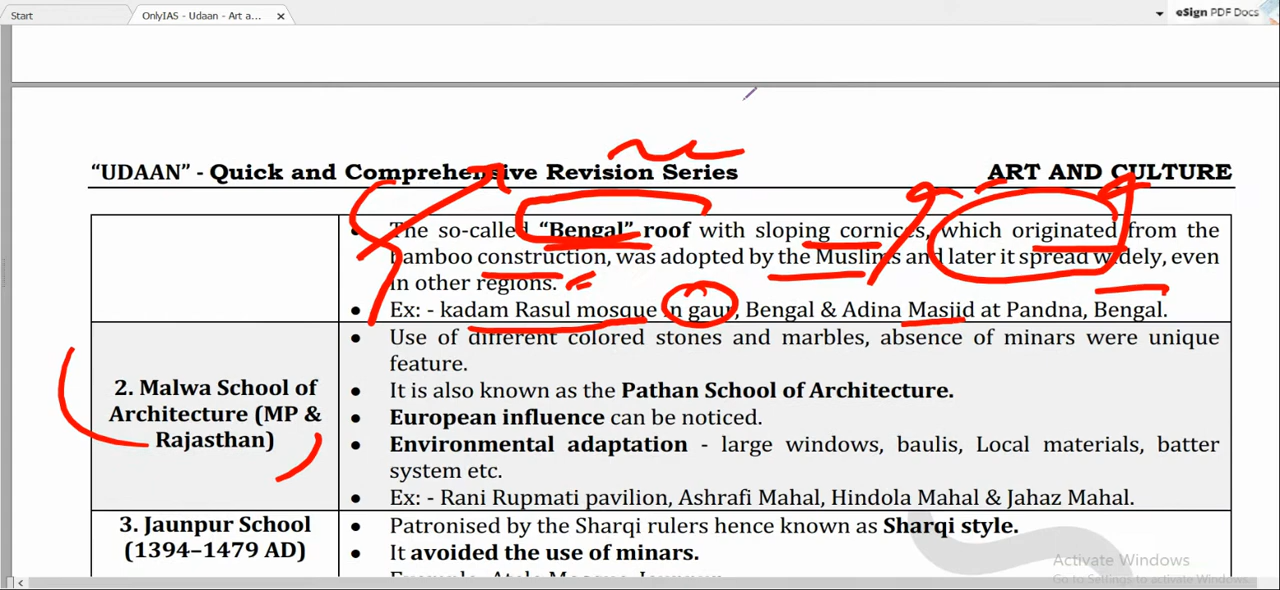 Start
OnlyIAS - Udaan - Art a...
eSign PDF Docs
"UDAAN" - Quick and Comprehensive Revision Series
ART AND CULTURE
• The so-called “Bengal” roof with sloping cornices, which originated from the
bamboo construction, was adopted by the Muslims and later it spread widely, even
in other regions.
• Ex: - kadam Rasul mosque in gaur, Bengal & Adina Masjid at Pandna, Bengal.
2. Malwa School of
Architecture (MP &
Rajasthan)
• Use of different colored stones and marbles, absence of minars were unique
feature.
• It is also known as the Pathan School of Architecture.
• European influence can be noticed.
• Environmental adaptation - large windows, baulis, Local materials, batter
system etc.
• Ex: - Rani Rupmati pavilion, Ashrafi Mahal, Hindola Mahal & Jahaz Mahal.
3. Jaunpur School
(1394–1479 AD)
• Patronised by the Sharqi rulers hence known as Sharqi style.
• It avoided the use of minars.
Activate Windows
Go to Settings to activate Windows.